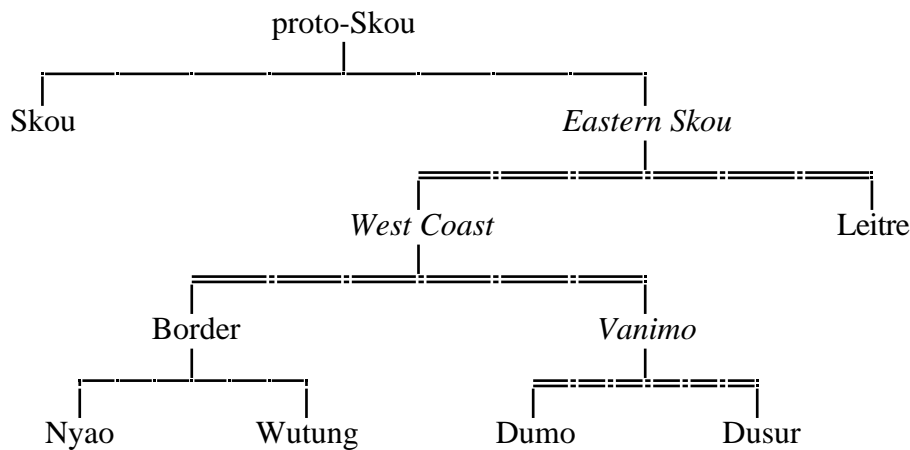 proto-Skou
Skou Eastern Skou
West Coast Leitre
Border Vanimo
Nyao Wutung Dumo Dusur